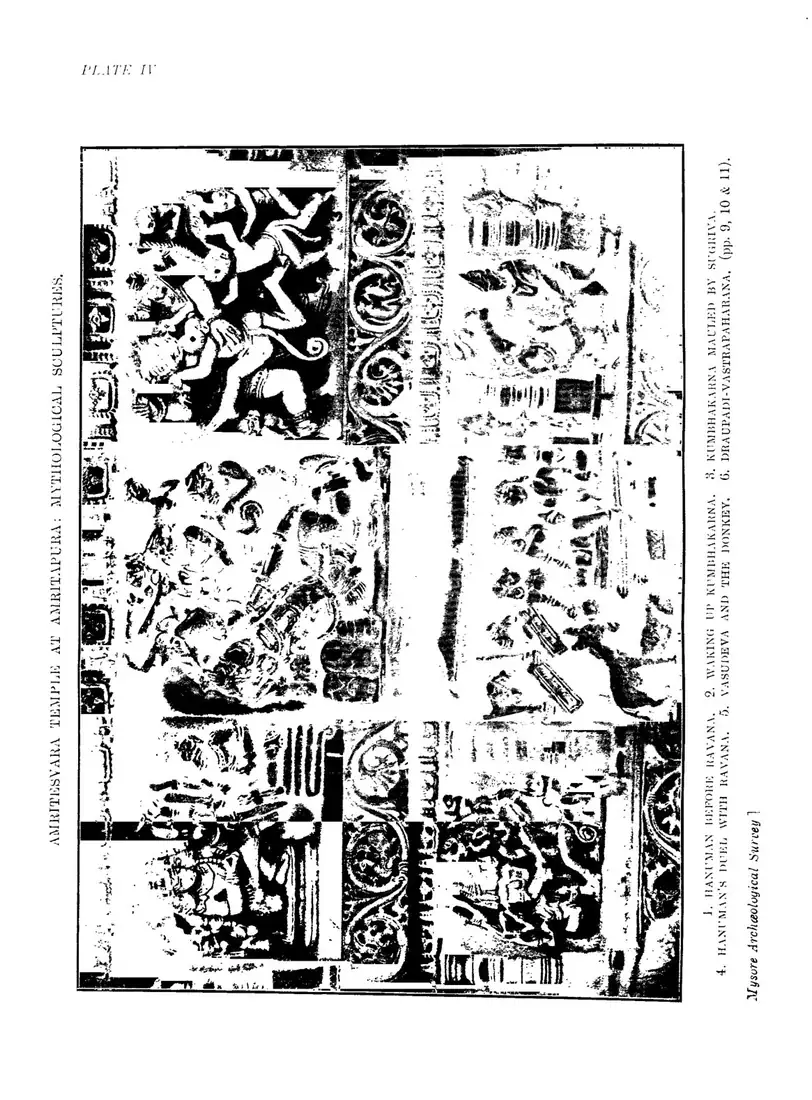 PLATE IV
AMRITESVARA TEMPLE AT AMRITAPURA: MYTHOLOGICAL SCULPTURES.
1. HANUMAN BEFORE RAVANA. 2. WAKING UP KUMBHAKARNA. 3. KUMBHAKARNA MAULED BY SUGRIVA.
4. HANUMAN'S DUEL WITH RAVANA. 5. VASUDEVA AND THE DONKEY. 6. DRAUPADI-VASTRAPAHARANA. (pp. 9, 10 & 11).
Mysore Archæological Survey]